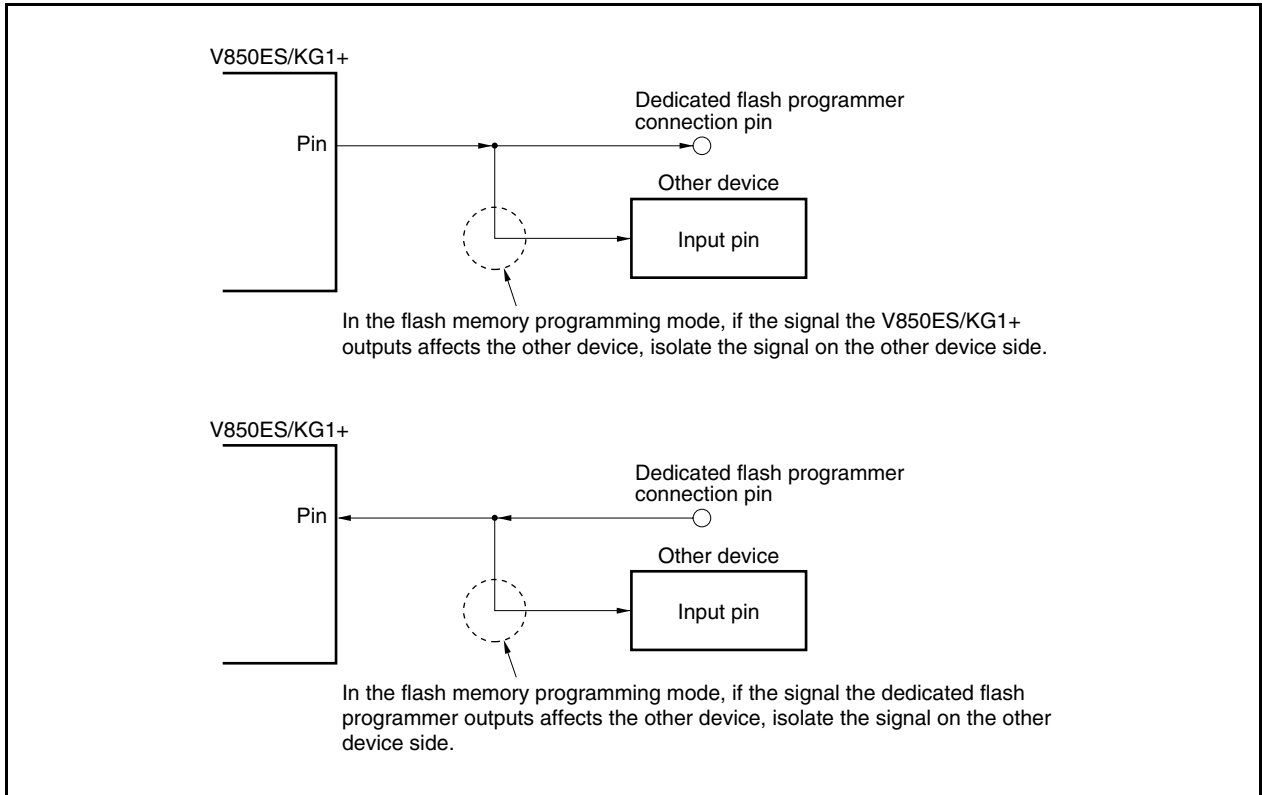 V850ES/KG1+
Dedicated flash programmer
connection pin
Pin
Other device
Input pin
In the flash memory programming mode, if the signal the V850ES/KG1+
outputs affects the other device, isolate the signal on the other device side.
V850ES/KG1+
Dedicated flash programmer
connection pin
Pin
Other device
Input pin
In the flash memory programming mode, if the signal the dedicated flash
programmer outputs affects the other device, isolate the signal on the other
device side.